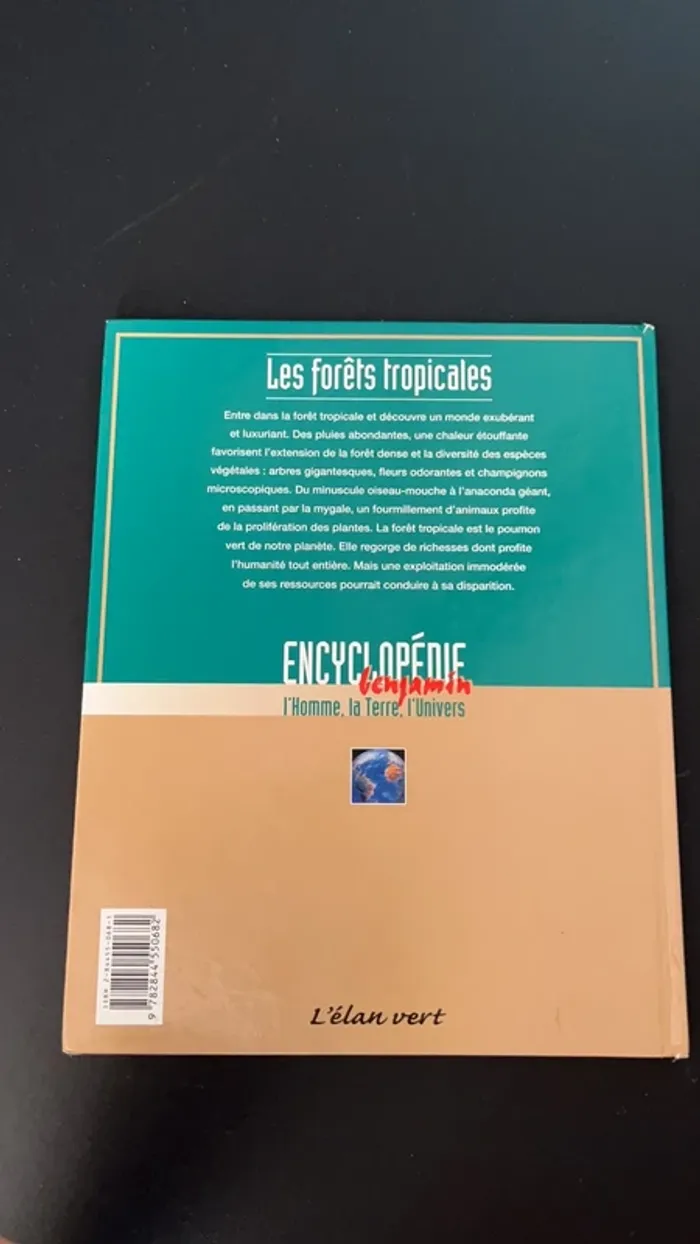 Les forêts tropicales
Entre dans la forêt tropicale et découvre un monde exubérant
et luxuriant. Des pluies abondantes, une chaleur étouffante
favorisent l'extension de la forêt dense et la diversité des espèces
végétales : arbres gigantesques, fleurs odorantes et champignons
microscopiques. Du minuscule oiseau-mouche à l'anaconda géant,
en passant par la mygale, un fourmillement d'animaux profite
de la prolifération des plantes. La forêt tropicale est le poumon
vert de notre planète. Elle regorge de richesses dont profite
l'humanité tout entière. Mais une exploitation immodérée
de ses ressources pourrait conduire à sa disparition.
ENCYCLOPÉDIE
benjamin
l'Homme, la Terre, l'Univers
ISBN 2-84455-068-1
9 782844 550682
L'élan vert